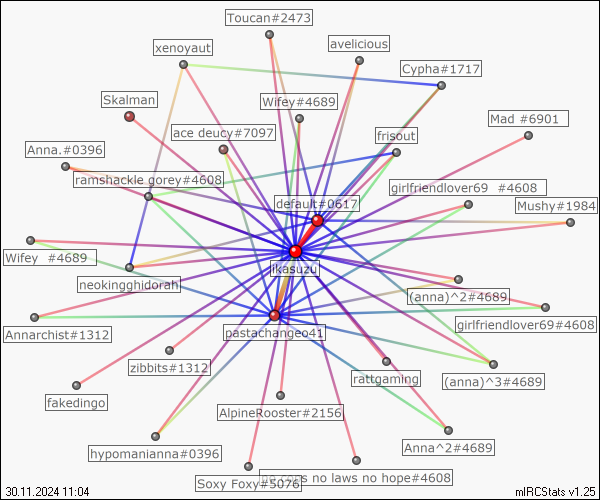 Toucan#2473
xenoyaut
avelicious
Cypha#1717
Skalman
Wifey#4689
Mad #6901
ace deucy#7097
frisout
Anna.#0396
ramshackle gorey#4608
girlfriendlover69 #4608
default#0617
Mushy#1984
Wifey #4689
ikasuzu
neokingghidorah
(anna)^2#4689
girlfriendlover69#4608
Annarchist#1312
pastachangeo41
zibbits#1312
rattgaming
(anna)^3#4689
fakedingo
AlpineRooster#2156
hypomanianna#0396
Anna^2#4689
no laws no hope#4608
Soxy Foxy#5076
30.11.2024 11:04
mIRCStats v1.25